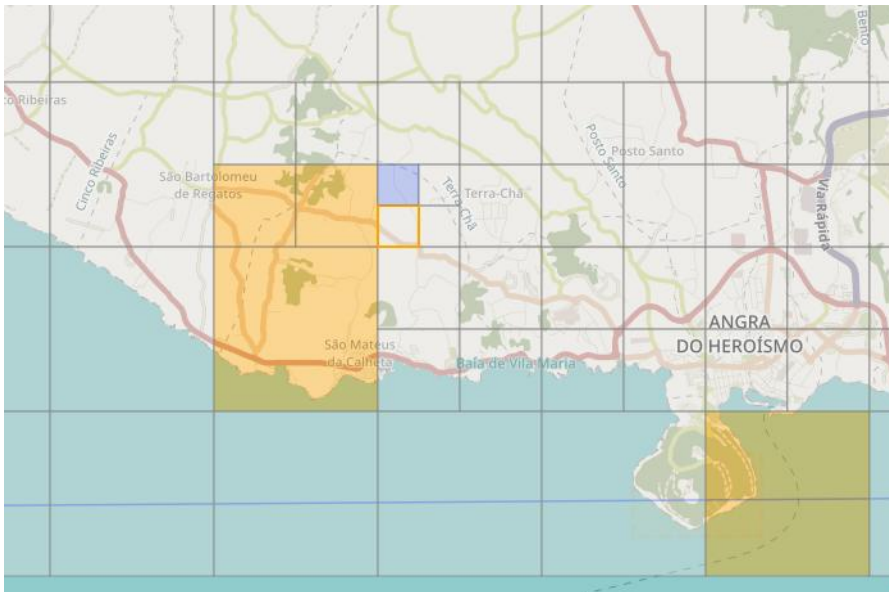 Bento
co Ribeiras
Cinco Ribeiras
São Bartolomeu
de Regatos
Posto Santo
Posto Santo
Terra-Chã
Terra-Chã
Via Rápida
ANGRA
DO HEROÍSMO
São Mateus
da Calheta
Baía de Vila Maria